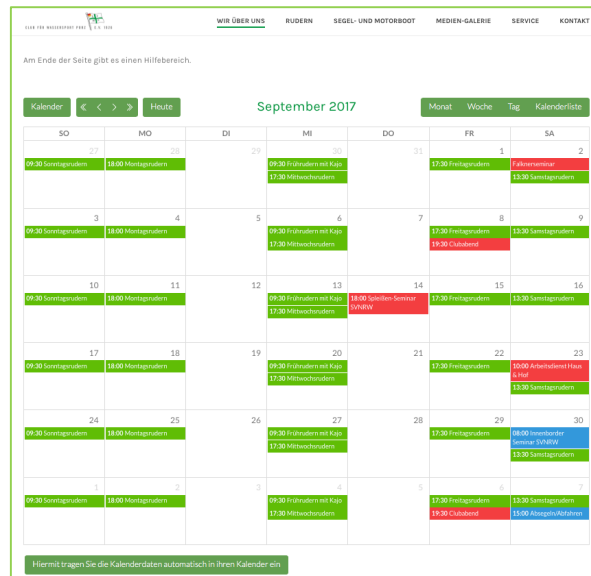 CLUB FÜR WASSERSPORT PORZ E.V. 1926
WIR ÜBER UNS RUDERN SEGEL- UND MOTORBOOT MEDIEN-GALERIE SERVICE KONTAKT
Am Ende der Seite gibt es einen Hilfebereich.
Kalender Heute September 2017 Monat Woche Tag Kalenderliste
SO MO DI MI DO FR SA
27 28 29 30 31 1 2
09:30 Sonntagsrudern 18:00 Montagsrudern 09:30 Frührudern mit Kajo 17:30 Freitagsrudern Falknerseminar
17:30 Mittwochsrudern 13:30 Samstagsrudern
3 4 5 6 7 8 9
09:30 Sonntagsrudern 18:00 Montagsrudern 09:30 Frührudern mit Kajo 17:30 Freitagsrudern 13:30 Samstagsrudern
17:30 Mittwochsrudern 19:30 Clubabend
10 11 12 13 14 15 16
09:30 Sonntagsrudern 18:00 Montagsrudern 09:30 Frührudern mit Kajo 18:00 Spleißen-Seminar 17:30 Freitagsrudern 13:30 Samstagsrudern
17:30 Mittwochsrudern SVNRW
17 18 19 20 21 22 23
09:30 Sonntagsrudern 18:00 Montagsrudern 09:30 Frührudern mit Kajo 17:30 Freitagsrudern 10:00 Arbeitsdienst Haus
17:30 Mittwochsrudern & Hof
13:30 Samstagsrudern
24 25 26 27 28 29 30
09:30 Sonntagsrudern 18:00 Montagsrudern 09:30 Frührudern mit Kajo 17:30 Freitagsrudern 08:00 Innenborder
17:30 Mittwochsrudern Seminar SVNRW
13:30 Samstagsrudern
1 2 3 4 5 6 7
09:30 Sonntagsrudern 18:00 Montagsrudern 09:30 Frührudern mit Kajo 17:30 Freitagsrudern 13:30 Samstagsrudern
17:30 Mittwochsrudern 19:30 Clubabend 15:00 Absegeln/Abfahren
Hiermit tragen Sie die Kalenderdaten automatisch in ihren Kalender ein